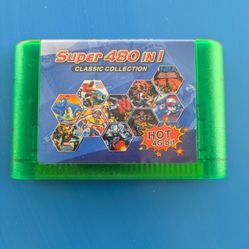 Super 480 IN 1
CLASSIC COLLECTION
HOT
4G Bit